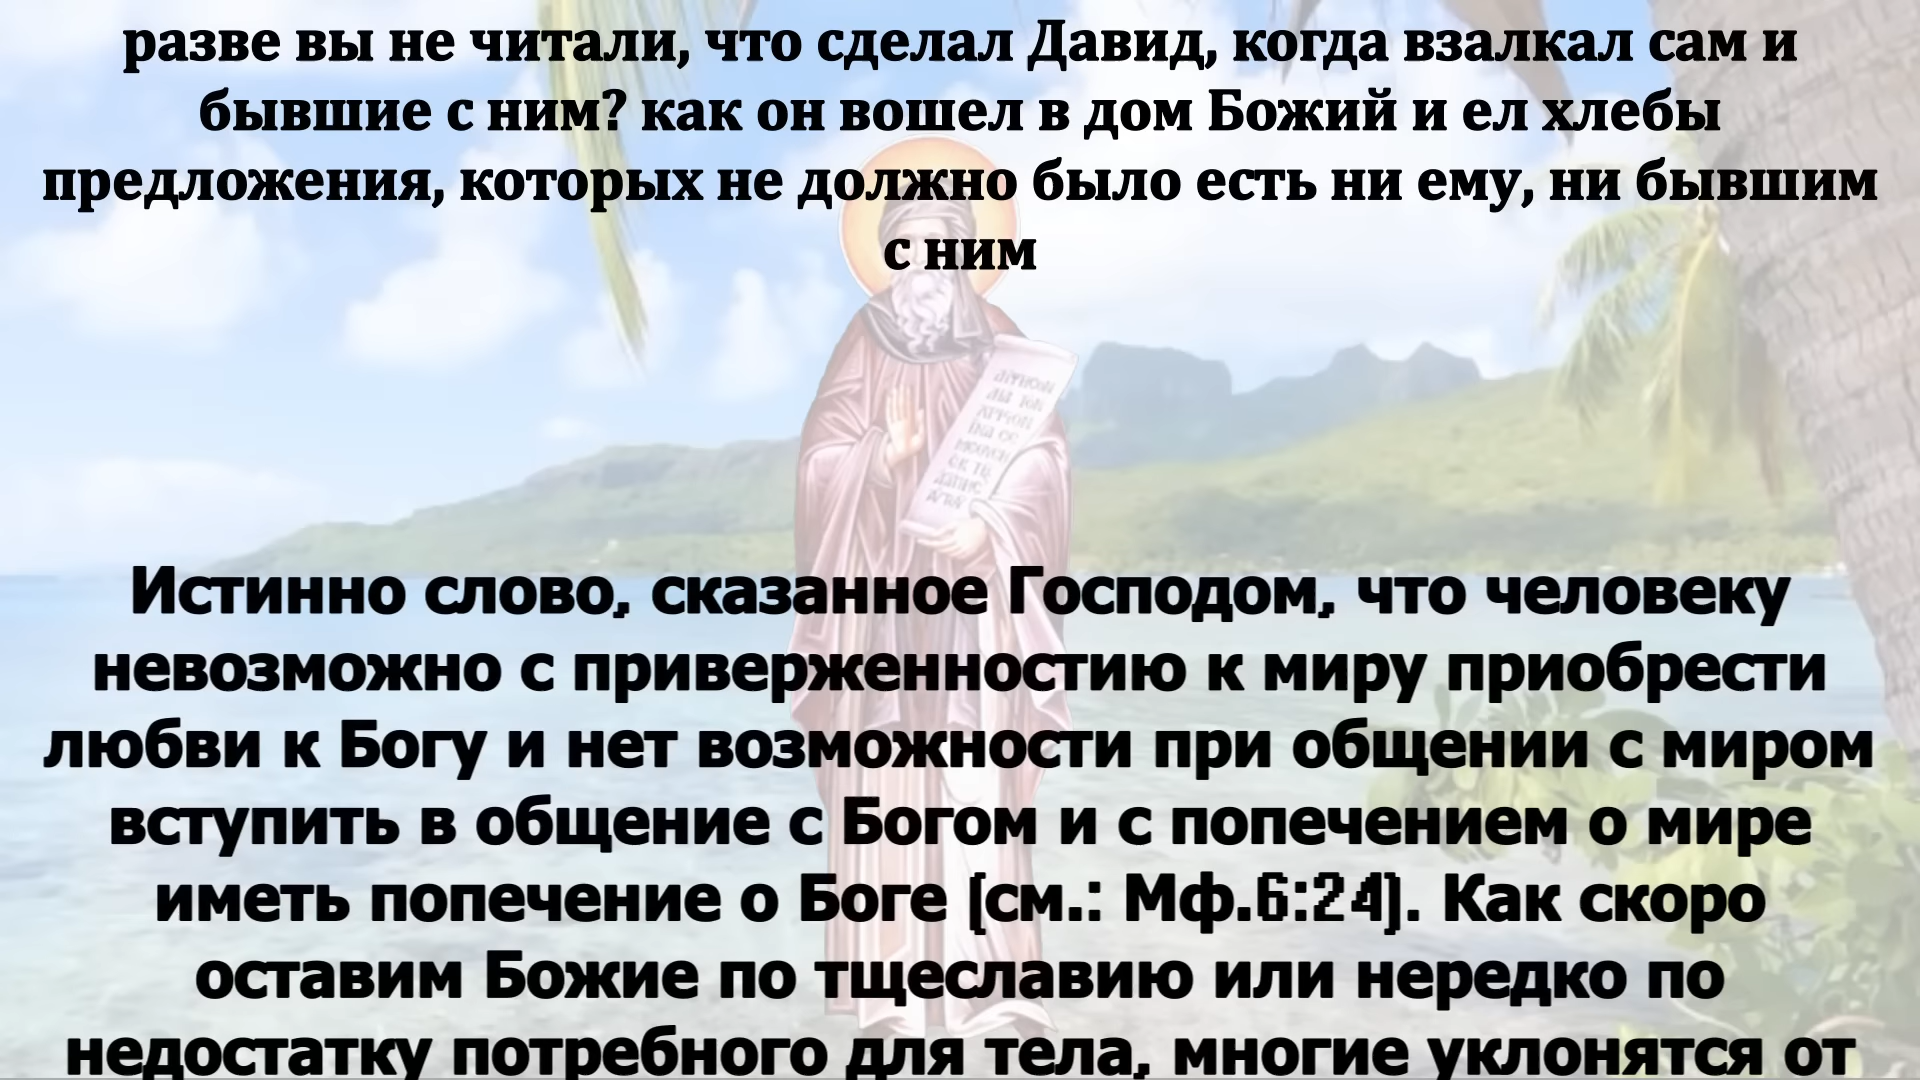 разве вы не читали, что сделал Давид, когда взалкал сам и
бывшие с ним? как он вошел в дом Божий и ел хлебы
предложения, которых не должно было есть ни ему, ни бывшим
с ним
Истинно слово, сказанное Господом, что человеку
невозможно с приверженностию к миру приобрести
любви к Богу и нет возможности при общении с миром
вступить в общение с Богом и с попечением о мире
иметь попечение о Боге (см.: Мф.6:24). Как скоро
оставим Божие по тщеславию или нередко по
недостатку потребного для тела, многие уклонятся от